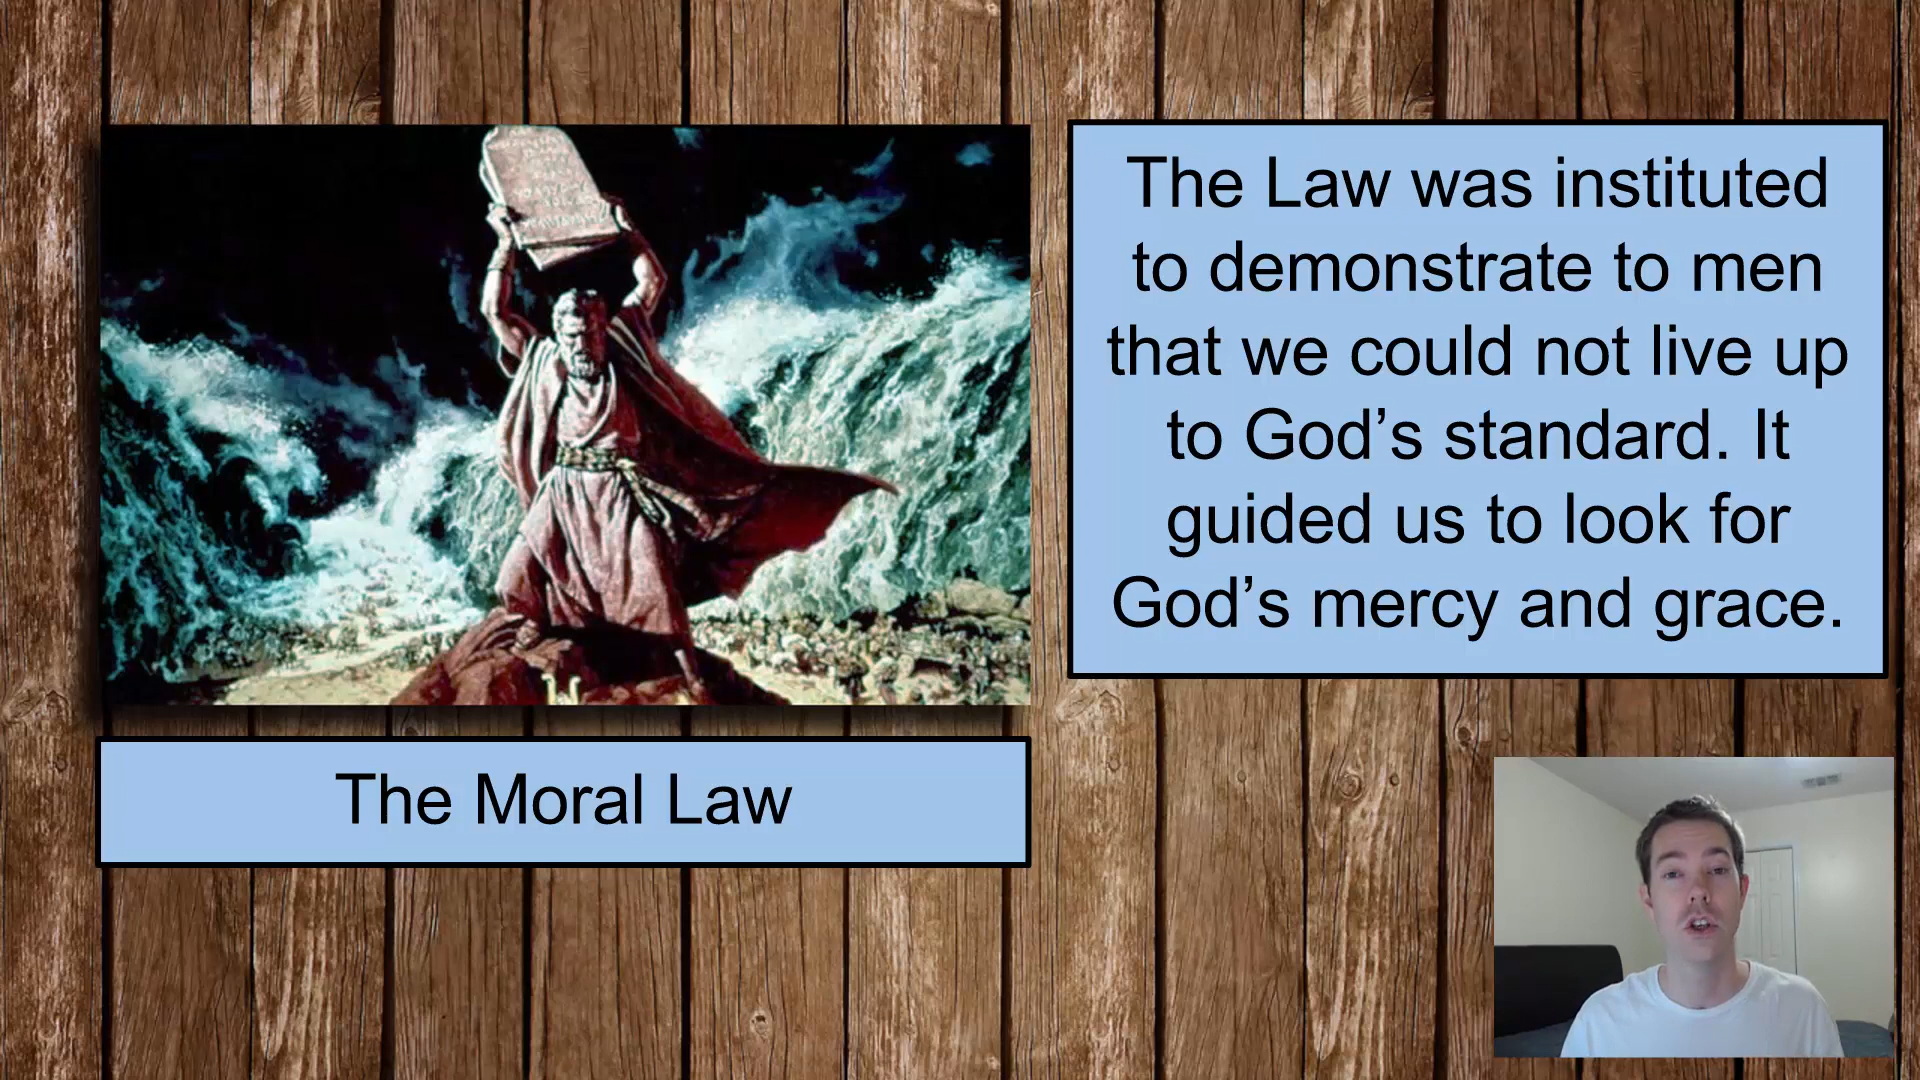 The Law was instituted
to demonstrate to men
that we could not live up
to God’s standard. It
guided us to look for
God’s mercy and grace.
The Moral Law